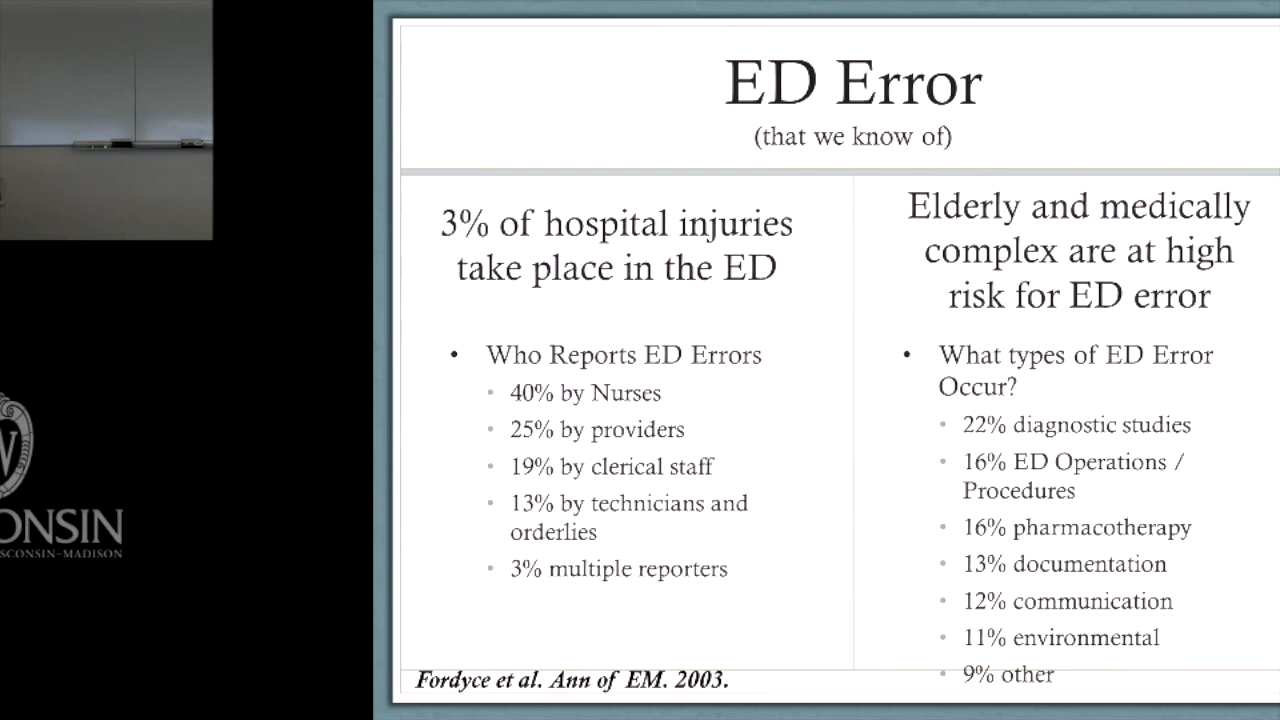 ED Error
(that we know of)
3% of hospital injuries
take place in the ED
• Who Reports ED Errors
• 40% by Nurses
• 25% by providers
• 19% by clerical staff
• 13% by technicians and
orderlies
• 3% multiple reporters
Elderly and medically
complex are at high
risk for ED error
• What types of ED Error
Occur?
• 22% diagnostic studies
• 16% ED Operations /
Procedures
• 16% pharmacotherapy
• 13% documentation
• 12% communication
• 11% environmental
• 9% other
Fordyce et al. Ann of EM. 2003.
W
ONSIN
SCONSIN–MADISON